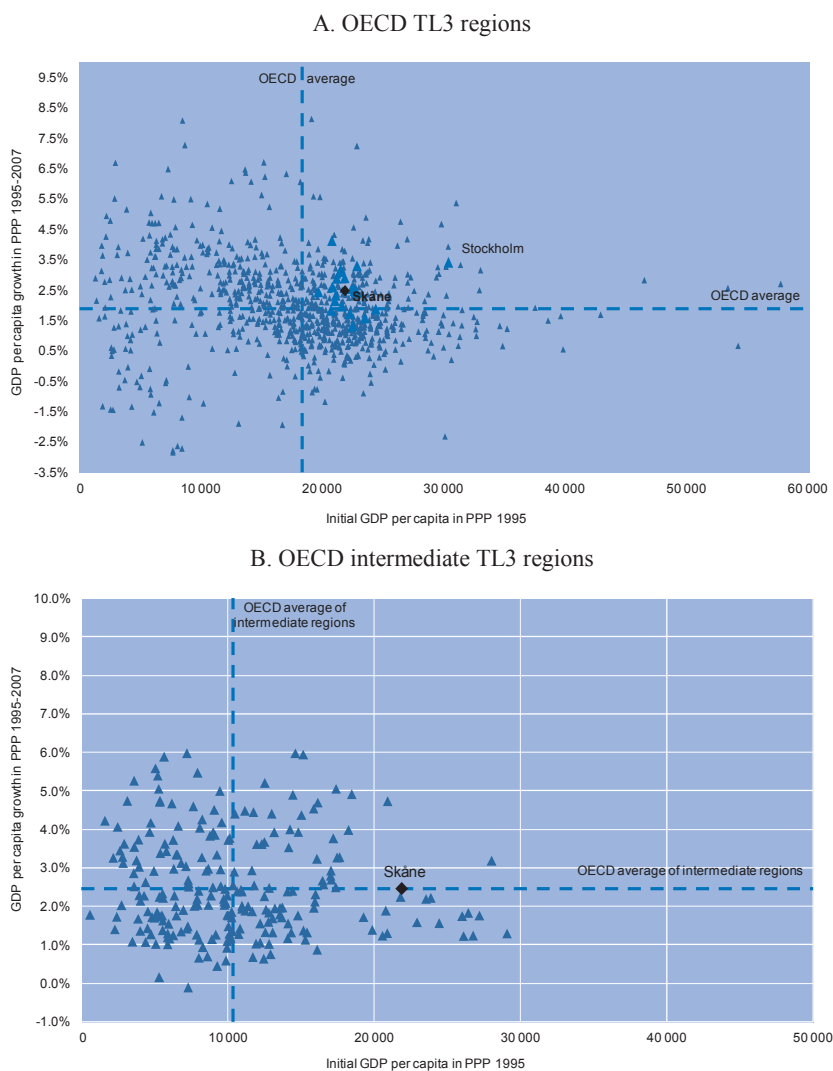 A. OECD TL3 regions
GDP per capita growthin PPP 1995-2007
9.5%
8.5%
7.5%
6.5%
5.5%
4.5%
3.5%
2.5%
1.5%
0.5%
-0.5%
-1.5%
-2.5%
-3.5%
OECD average
Stockholm
Skåne
OECD average
0 10 000 20 000 30 000 40 000 50 000 60 000
Initial GDP per capita in PPP 1995
B. OECD intermediate TL3 regions
GDP per capita growthin PPP 1995-2007
10.0%
9.0%
8.0%
7.0%
6.0%
5.0%
4.0%
3.0%
2.0%
1.0%
0.0%
-1.0%
OECD average of
intermediate regions
Skåne
OECD average of intermediate regions
0 10 000 20 000 30 000 40 000 50 000
Initial GDP per capita in PPP 1995